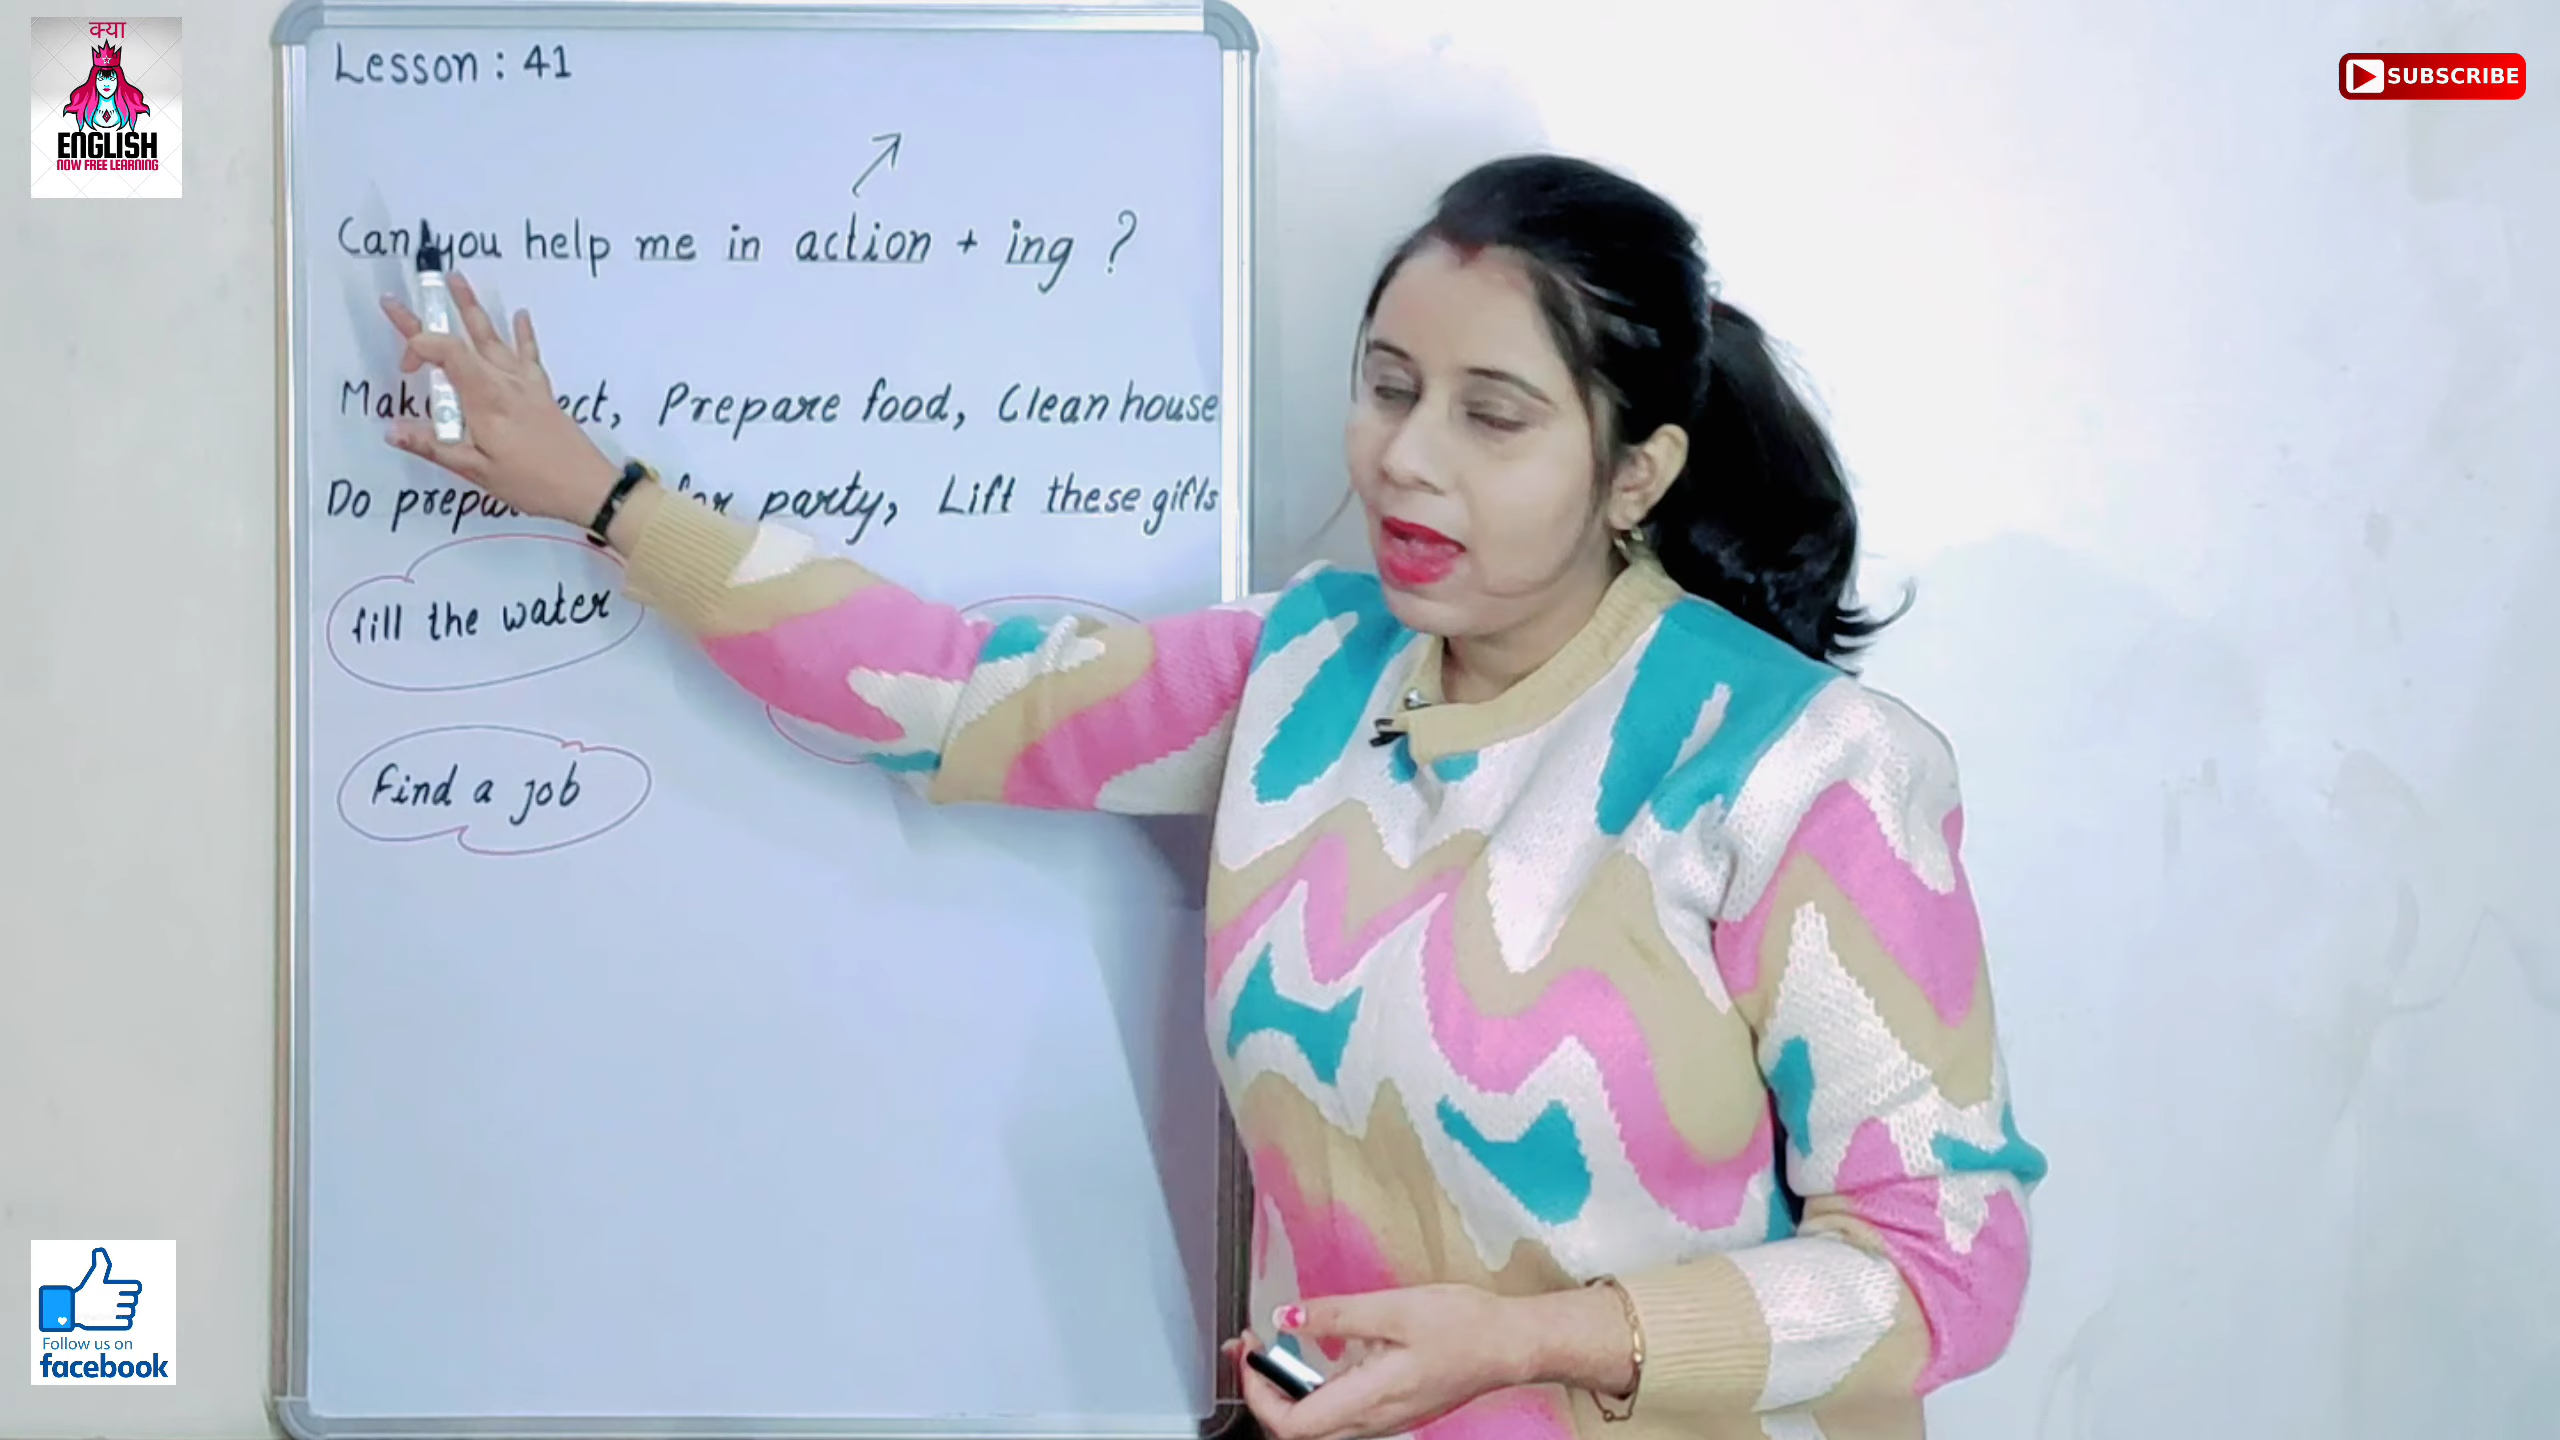 क्या
ENGLISH
NOW FREE LEARNING
SUBSCRIBE
Lesson : 41
Can you help me in action + ing ?
Prepare food, Clean house
Do party, Lift these gifts
fill the water
Find a job
Follow us on
facebook